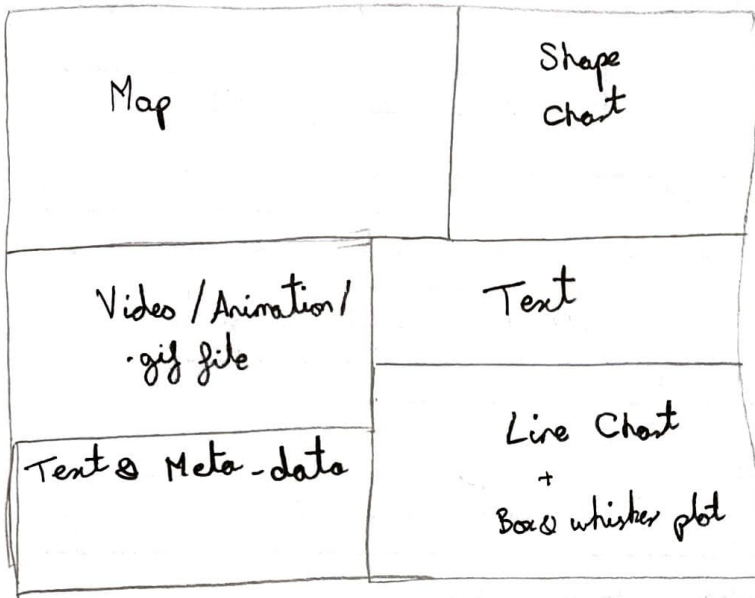 Map
Shape
Chart
Video / Animation /
.gif file
Text
Text & Meta-data
Line Chart
+
Box & whisker plot